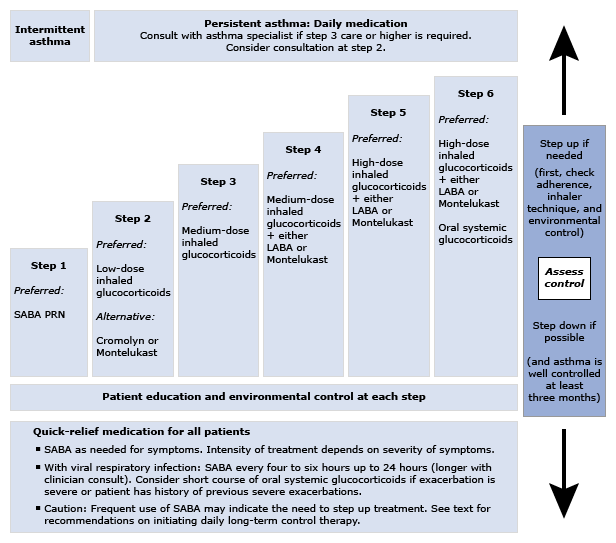 Intermittent
asthma
Persistent asthma: Daily medication
Consult with asthma specialist if step 3 care or higher is required.
Consider consultation at step 2.
Step 1
Preferred:
SABA PRN
Step 2
Preferred:
Low-dose
inhaled
glucocorticoids
Alternative:
Cromolyn or
Montelukast
Step 3
Preferred:
Medium-dose
inhaled
glucocorticoids
Step 4
Preferred:
Medium-dose
inhaled
glucocorticoids
+ either
LABA or
Montelukast
Step 5
Preferred:
High-dose
inhaled
glucocorticoids
+ either
LABA or
Montelukast
Step 6
Preferred:
High-dose
inhaled
glucocorticoids
+ either
LABA or
Montelukast
Oral systemic
glucocorticoids
Step up if
needed
(first, check
adherence,
inhaler
technique, and
environmental
control)
Assess
control
Step down if
possible
(and asthma is
well controlled
at least
three months)
Patient education and environmental control at each step
Quick-relief medication for all patients
▪ SABA as needed for symptoms. Intensity of treatment depends on severity of symptoms.
▪ With viral respiratory infection: SABA every four to six hours up to 24 hours (longer with
clinician consult). Consider short course of oral systemic glucocorticoids if exacerbation is
severe or patient has history of previous severe exacerbations.
▪ Caution: Frequent use of SABA may indicate the need to step up treatment. See text for
recommendations on initiating daily long-term control therapy.